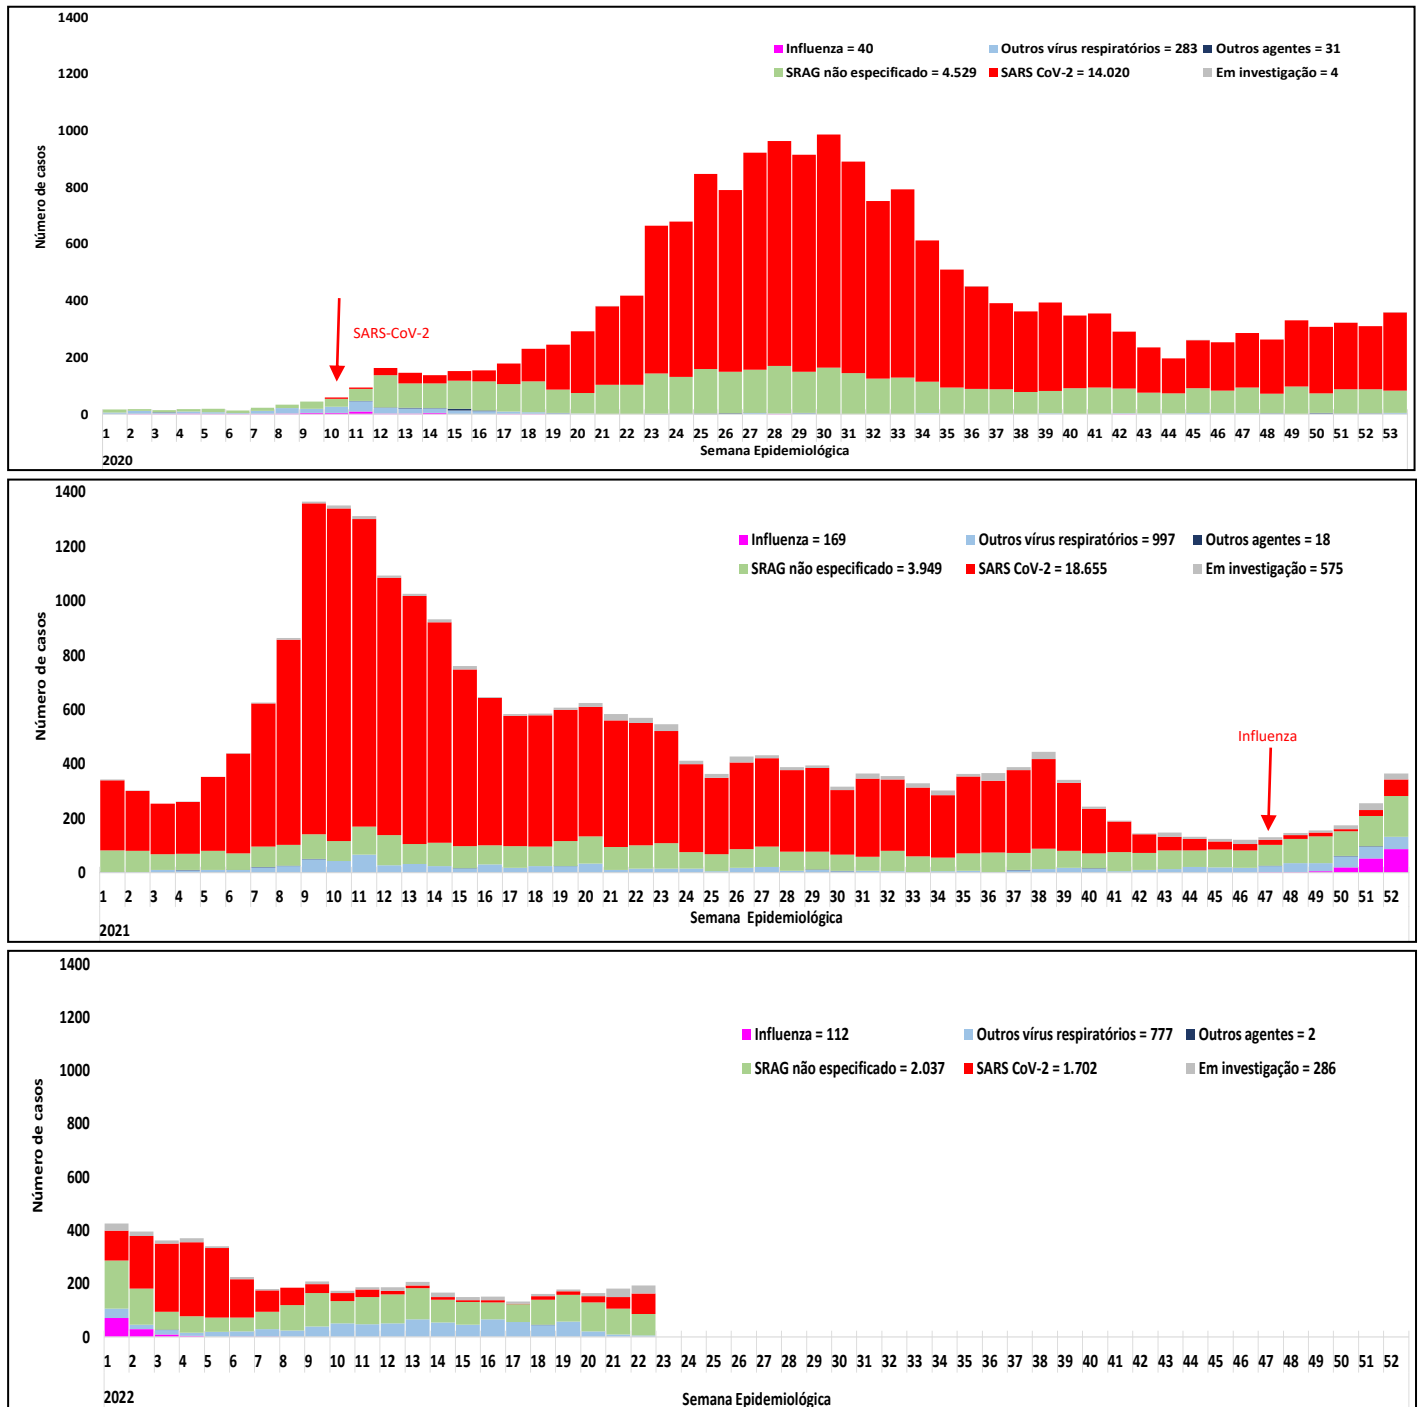 1400
1200
1000
800
600
400
200
0
Número de casos
Influenza = 40 Outros vírus respiratórios = 283 Outros agentes = 31
SRAG não especificado = 4.529 SARS CoV-2 = 14.020 Em investigação = 4
SARS-CoV-2
1 2 3 4 5 6 7 8 9 10 11 12 13 14 15 16 17 18 19 20 21 22 23 24 25 26 27 28 29 30 31 32 33 34 35 36 37 38 39 40 41 42 43 44 45 46 47 48 49 50 51 52 53
Semana Epidemiológica
2020
1400
1200
1000
800
600
400
200
0
Número de casos
Influenza = 169 Outros vírus respiratórios = 997 Outros agentes = 18
SRAG não especificado = 3.949 SARS CoV-2 = 18.655 Em investigação = 575
Influenza
1 2 3 4 5 6 7 8 9 10 11 12 13 14 15 16 17 18 19 20 21 22 23 24 25 26 27 28 29 30 31 32 33 34 35 36 37 38 39 40 41 42 43 44 45 46 47 48 49 50 51 52
Semana Epidemiológica
2021
1400
1200
1000
800
600
400
200
0
Número de casos
Influenza = 112 Outros vírus respiratórios = 777 Outros agentes = 2
SRAG não especificado = 2.037 SARS CoV-2 = 1.702 Em investigação = 286
1 2 3 4 5 6 7 8 9 10 11 12 13 14 15 16 17 18 19 20 21 22 23 24 25 26 27 28 29 30 31 32 33 34 35 36 37 38 39 40 41 42 43 44 45 46 47 48 49 50 51 52
2022
Semana Epidemiológica